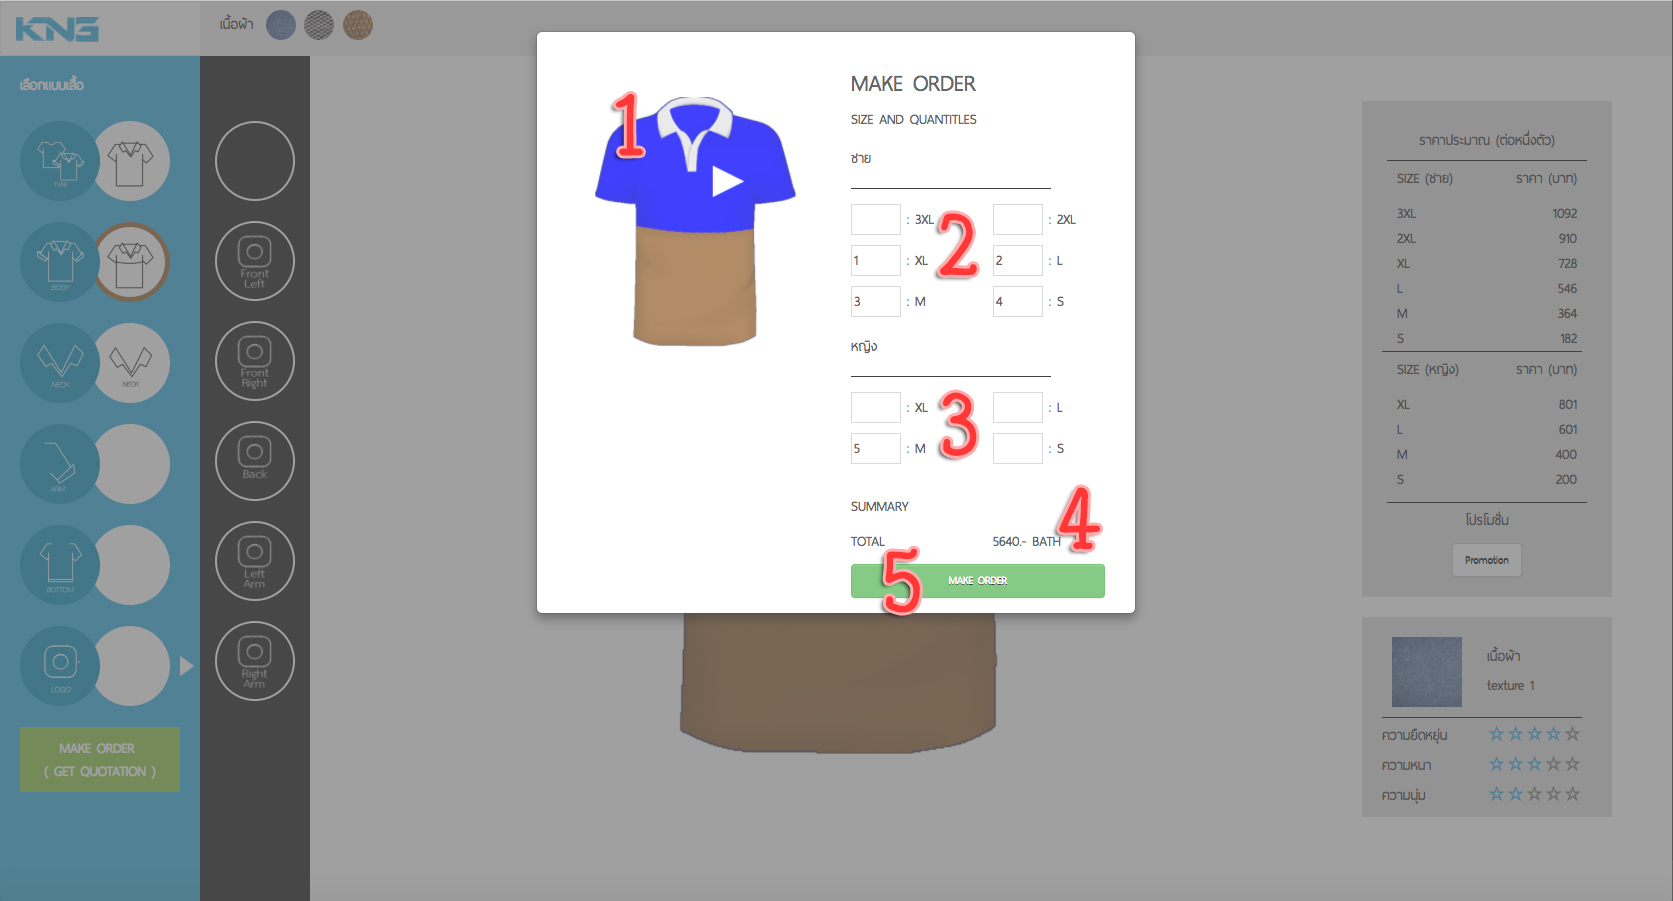 KNG
เนื้อผ้า
เลือกแบบเสื้อ
TYPE
BODY
NECK
NECK
ARM
BOTTOM
LOGO
MAKE ORDER
( GET QUOTATION )
Front
Left
Front
Right
Back
Left
Arm
Right
Arm
1
MAKE ORDER
SIZE AND QUANTITLES
ชาย
: 3XL
: 2XL
2
1 : XL
2 : L
3 : M
4 : S
หญิง
: XL
: L
3
5 : M
: S
SUMMARY
TOTAL 5640.- BATH
4
5
MAKE ORDER
ราคาประมาณ (ต่อหนึ่งตัว)
SIZE (ชาย) ราคา (บาท)
3XL 1092
2XL 910
XL 728
L 546
M 364
S 182
SIZE (หญิง) ราคา (บาท)
XL 801
L 601
M 400
S 200
โปรโมชั่น
Promotion
เนื้อผ้า
texture 1
ความยืดหยุ่น
ความหนา
ความนุ่ม